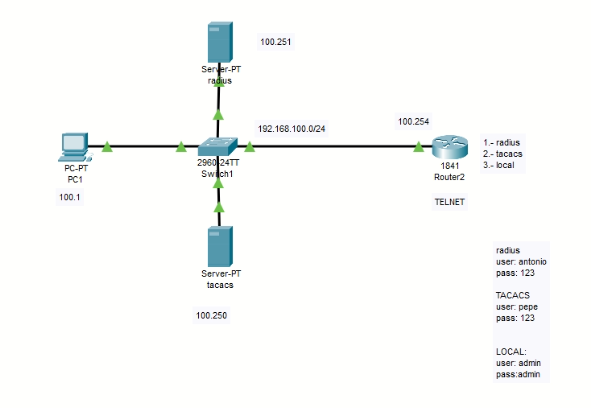 100.251
Server-PT
radius
192.168.100.0/24
100.254
1.- radius
2.- tacacs
3.- local
PC-PT
PC1
2960-24TT
Switch1
1841
Router2
100.1
TELNET
Server-PT
tacacs
100.250
radius
user: antonio
pass: 123
TACACS
user: pepe
pass: 123
LOCAL:
user: admin
pass:admin